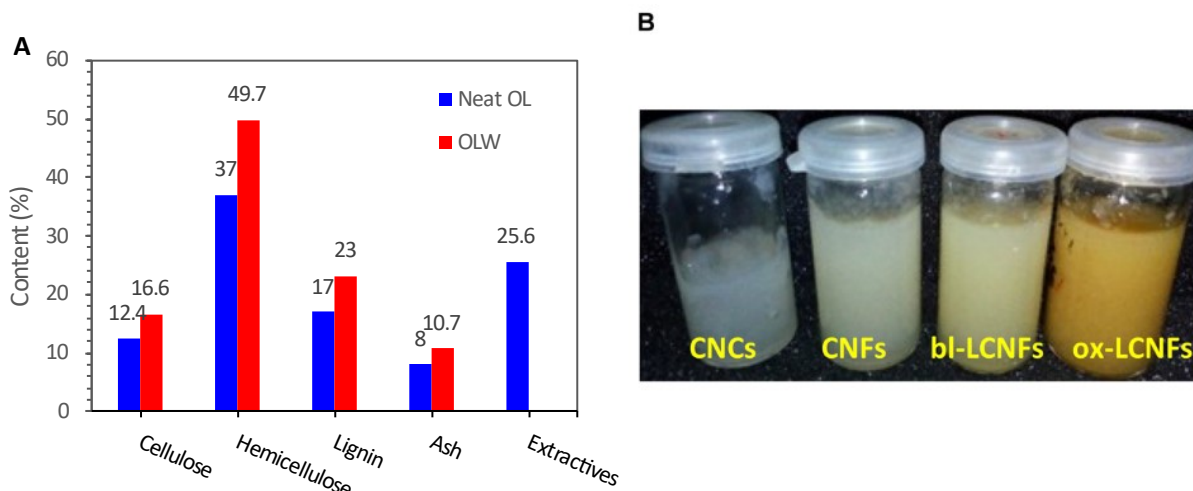 A
Content (%)
60
50
40
30
20
10
0
Neat OL
OLW
12.4
16.6
37
49.7
17
23
8
10.7
25.6
Cellulose
Hemicellulose
Lignin
Ash
Extractives
B
CNCs
CNFs
bl-LCNFs
ox-LCNFs